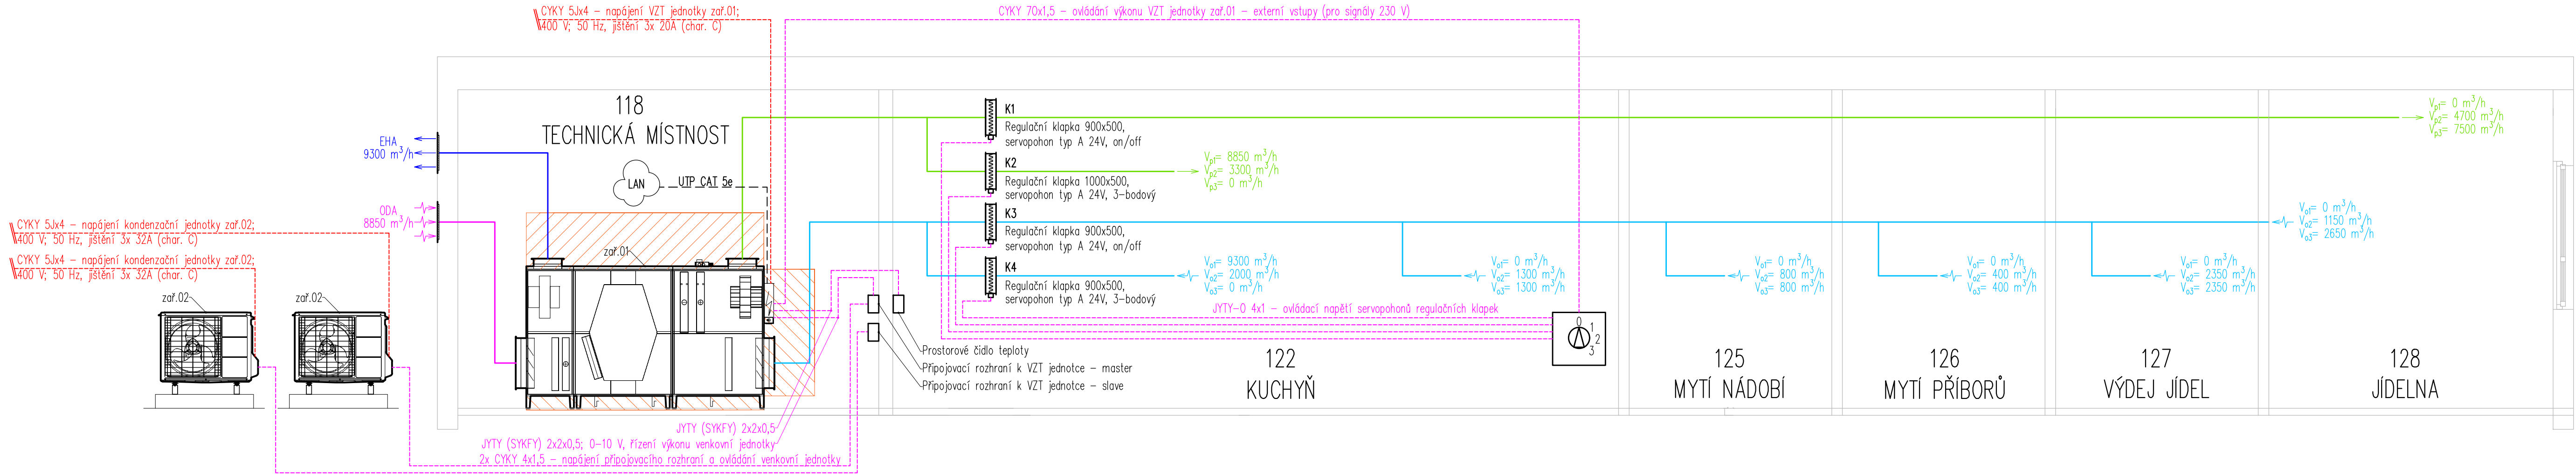 CYKY 5Jx4 – napájení VZT jednotky zař.01;
400 V; 50 Hz, jištění 3x 20A (char. C)
CYKY 7Ox1,5 – ovládání výkonu VZT jednotky zař.01 – externí vstupy (pro signály 230 V)
118
TECHNICKÁ MÍSTNOST
EHA
9300 m³/h
LAN
UTP CAT 5e
ODA
8850 m³/h
CYKY 5Jx4 – napájení kondenzační jednotky zař.02;
400 V; 50 Hz, jištění 3x 32A (char. C)
CYKY 5Jx4 – napájení kondenzační jednotky zař.02;
400 V; 50 Hz, jištění 3x 32A (char. C)
zař.02
zař.02
zař.01
K1
Regulační klapka 900x500,
servopohon typ A 24V, on/off
K2
Regulační klapka 1000x500,
servopohon typ A 24V, 3-bodový
K3
Regulační klapka 900x500,
servopohon typ A 24V, on/off
K4
Regulační klapka 900x500,
servopohon typ A 24V, 3-bodový
Vp1= 8850 m³/h
Vp2= 3300 m³/h
Vp3= 0 m³/h
Vp1= 0 m³/h
Vp2= 4700 m³/h
Vp3= 7500 m³/h
Vo1= 0 m³/h
Vo2= 1150 m³/h
Vo3= 2650 m³/h
Vo1= 9300 m³/h
Vo2= 2000 m³/h
Vo3= 0 m³/h
Vo1= 0 m³/h
Vo2= 1300 m³/h
Vo3= 1300 m³/h
Vo1= 0 m³/h
Vo2= 800 m³/h
Vo3= 800 m³/h
Vo1= 0 m³/h
Vo2= 400 m³/h
Vo3= 400 m³/h
Vo1= 0 m³/h
Vo2= 2350 m³/h
Vo3= 2350 m³/h
JYTY-O 4x1 – ovládací napětí servopohonů regulačních klapek
0
1
2
3
Prostorové čidlo teploty
Připojovací rozhraní k VZT jednotce – master
Připojovací rozhraní k VZT jednotce – slave
122
KUCHYŇ
125
MYTÍ NÁDOBÍ
126
MYTÍ PŘÍBORŮ
127
VÝDEJ JÍDEL
128
JÍDELNA
JYTY (SYKFY) 2x2x0,5
JYTY (SYKFY) 2x2x0,5; 0-10 V, řízení výkonu venkovní jednotky
2x CYKY 4x1,5 – napájení připojovacího rozhraní a ovládání venkovní jednotky